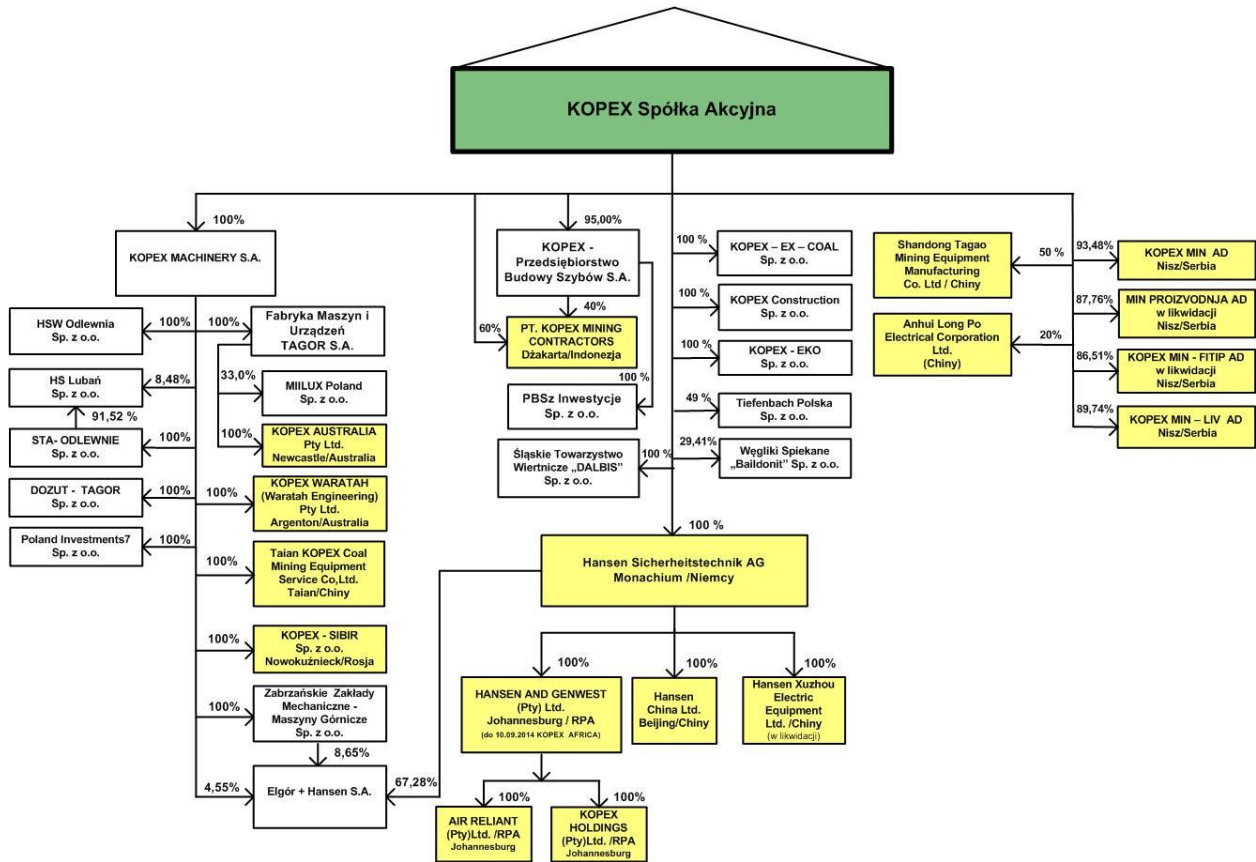 KOPEX Spółka Akcyjna
100%
KOPEX MACHINERY S.A.
HSW Odlewnia
Sp. z o.o.
100%
100%
Fabryka Maszyn i
Urządzeń
TAGOR S.A.
HS Lubań
Sp. z o.o.
8,48%
33,0%
MIILUX Poland
Sp. z o.o.
91,52 %
STA- ODLEWNIE
Sp. z o.o.
100%
100%
KOPEX AUSTRALIA
Pty Ltd.
Newcastle/Australia
DOZUT - TAGOR
Sp. z o.o.
100%
100%
KOPEX WARATAH
(Waratah Engineering)
Pty Ltd.
Argenton/Australia
Poland Investments7
Sp. z o.o.
100%
100%
Taian KOPEX Coal
Mining Equipment
Service Co,Ltd.
Taian/Chiny
100%
KOPEX - SIBIR
Sp. z o.o.
Nowokuźnieck/Rosja
100%
Zabrzańskie Zakłady
Mechaniczne -
Maszyny Górnicze
Sp. z o.o.
8,65%
4,55%
Elgór + Hansen S.A.
67,28%
95,00%
KOPEX -
Przedsiębiorstwo
Budowy Szybów S.A.
40%
60%
PT. KOPEX MINING
CONTRACTORS
Dżakarta/Indonezja
100 %
PBSz Inwestycje
Sp. z o.o.
Śląskie Towarzystwo
Wiertnicze „DALBIS”
Sp. z o.o.
100 %
100 %
KOPEX – EX – COAL
Sp. z o.o.
100 %
KOPEX Construction
Sp. z o.o.
100 %
KOPEX - EKO
Sp. z o.o.
49 %
Tiefenbach Polska
Sp. z o.o.
29,41%
Węgliki Spiekane
„Baildonit” Sp. z o.o.
100 %
Hansen Sicherheitstechnik AG
Monachium /Niemcy
100%
HANSEN AND GENWEST
(Pty) Ltd.
Johannesburg / RPA
(do 10.09.2014 KOPEX AFRICA)
100%
Hansen
China Ltd.
Beijing/Chiny
100%
Hansen Xuzhou
Electric
Equipment
Ltd. /Chiny
(w likwidacji)
100%
AIR RELIANT
(Pty)Ltd. /RPA
Johannesburg
100%
KOPEX
HOLDINGS
(Pty)Ltd./RPA
Johannesburg
Shandong Tagao
Mining Equipment
Manufacturing
Co. Ltd / Chiny
50 %
Anhui Long Po
Electrical Corporation
Ltd.
(Chiny)
20%
93,48%
KOPEX MIN AD
Nisz/Serbia
87,76%
MIN PROIZVODNJA AD
w likwidacji
Nisz/Serbia
86,51%
KOPEX MIN - FITIP AD
w likwidacji
Nisz/Serbia
89,74%
KOPEX MIN – LIV AD
Nisz/Serbia